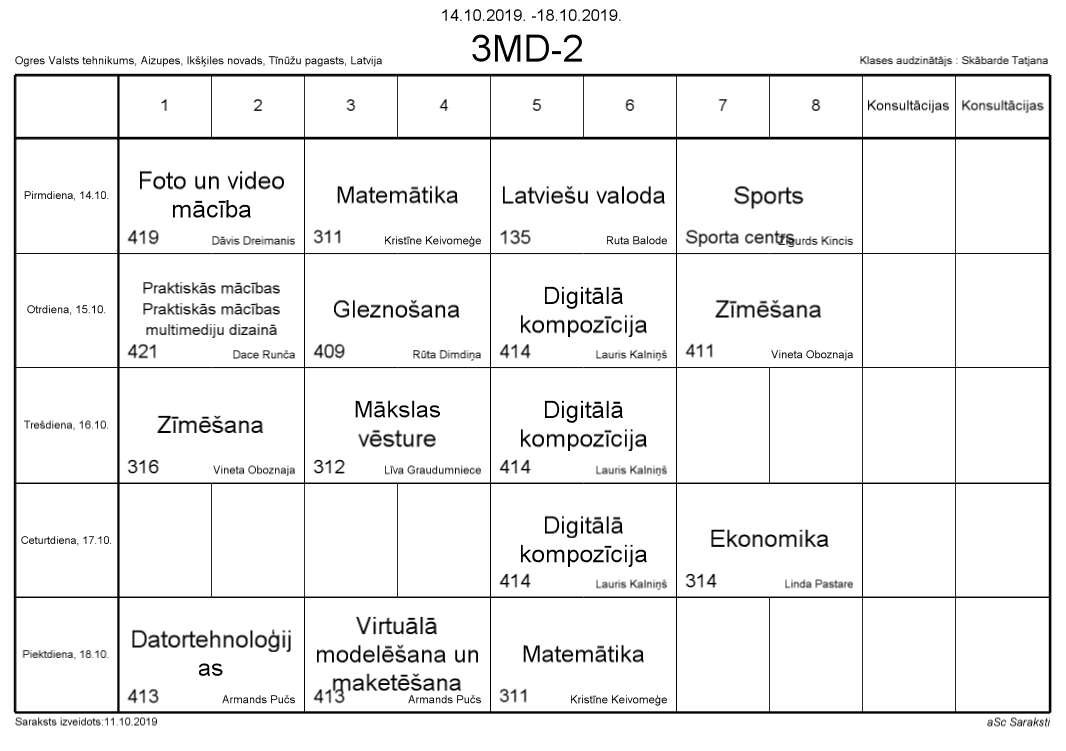 14.10.2019. -18.10.2019.
3MD-2
Ogres Valsts tehnikums, Aizupes, Ikšķiles novads, Tīnūžu pagasts, Latvija
Klases audzinātājs : Skābarde Tatjana
1 2 3 4 5 6 7 8 Konsultācijas Konsultācijas
Pirmdiena, 14.10.
Foto un video
mācība
419 Dāvis Dreimanis
Matemātika
311 Kristīne Keivomeģe
Latviešu valoda
135 Ruta Balode
Sports
Sporta centrs Zigurds Kincis
Otrdiena, 15.10.
Praktiskās mācības
Praktiskās mācības
multimediju dizainā
421 Dace Runča
Gleznošana
409 Rūta Dimdiņa
Digitālā
kompozīcija
414 Lauris Kalniņš
Zīmēšana
411 Vineta Oboznaja
Trešdiena, 16.10.
Zīmēšana
316 Vineta Oboznaja
Mākslas
vēsture
312 Līva Graudumniece
Digitālā
kompozīcija
414 Lauris Kalniņš
Ceturtdiena, 17.10.
Digitālā
kompozīcija
414 Lauris Kalniņš
Ekonomika
314 Linda Pastare
Piektdiena, 18.10.
Datortehnoloģij
as
413 Armands Pučs
Virtuālā
modelēšana un
maketēšana
413 Armands Pučs
Matemātika
311 Kristīne Keivomeģe
Saraksts izveidots:11.10.2019
aSc Saraksti